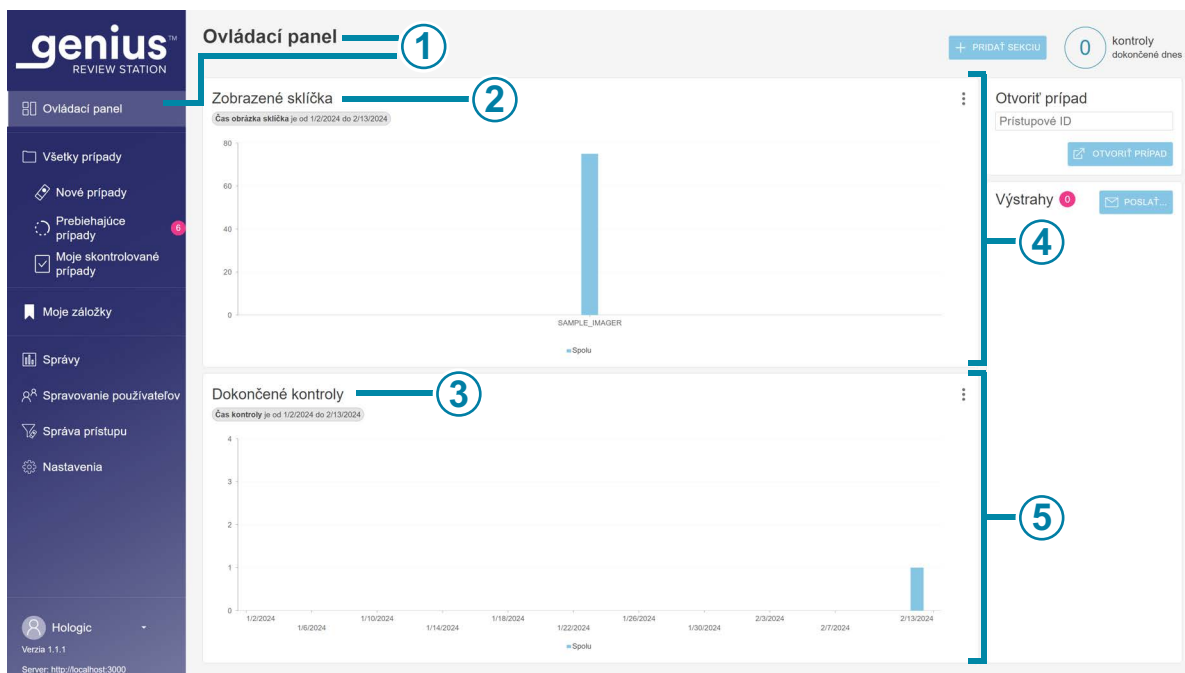 genius™
REVIEW STATION
Ovládací panel
Všetky prípady
Nové prípady
Prebiehajúce
prípady
6
Moje skontrolované
prípady
Moje záložky
Správy
Spravovanie používateľov
Správa prístupu
Nastavenia
Hologic
Verzia 1.1.1
Server: http://localhost:3000
Ovládací panel
1
+ PRIDAŤ SEKCIU
0
kontroly
dokončené dnes
Zobrazené sklíčka
2
Čas obrázka sklíčka je od 1/2/2024 do 2/13/2024
80
60
40
20
0
SAMPLE_IMAGER
Spolu
4
Otvoriť prípad
Prístupové ID
OTVORIŤ PRÍPAD
Výstrahy 0
POSLAŤ...
Dokončené kontroly
3
Čas kontroly je od 1/2/2024 do 2/13/2024
4
3
2
1
0
1/2/2024
1/6/2024
1/10/2024
1/14/2024
1/18/2024
1/22/2024
1/26/2024
1/30/2024
2/3/2024
2/7/2024
2/13/2024
Spolu
5